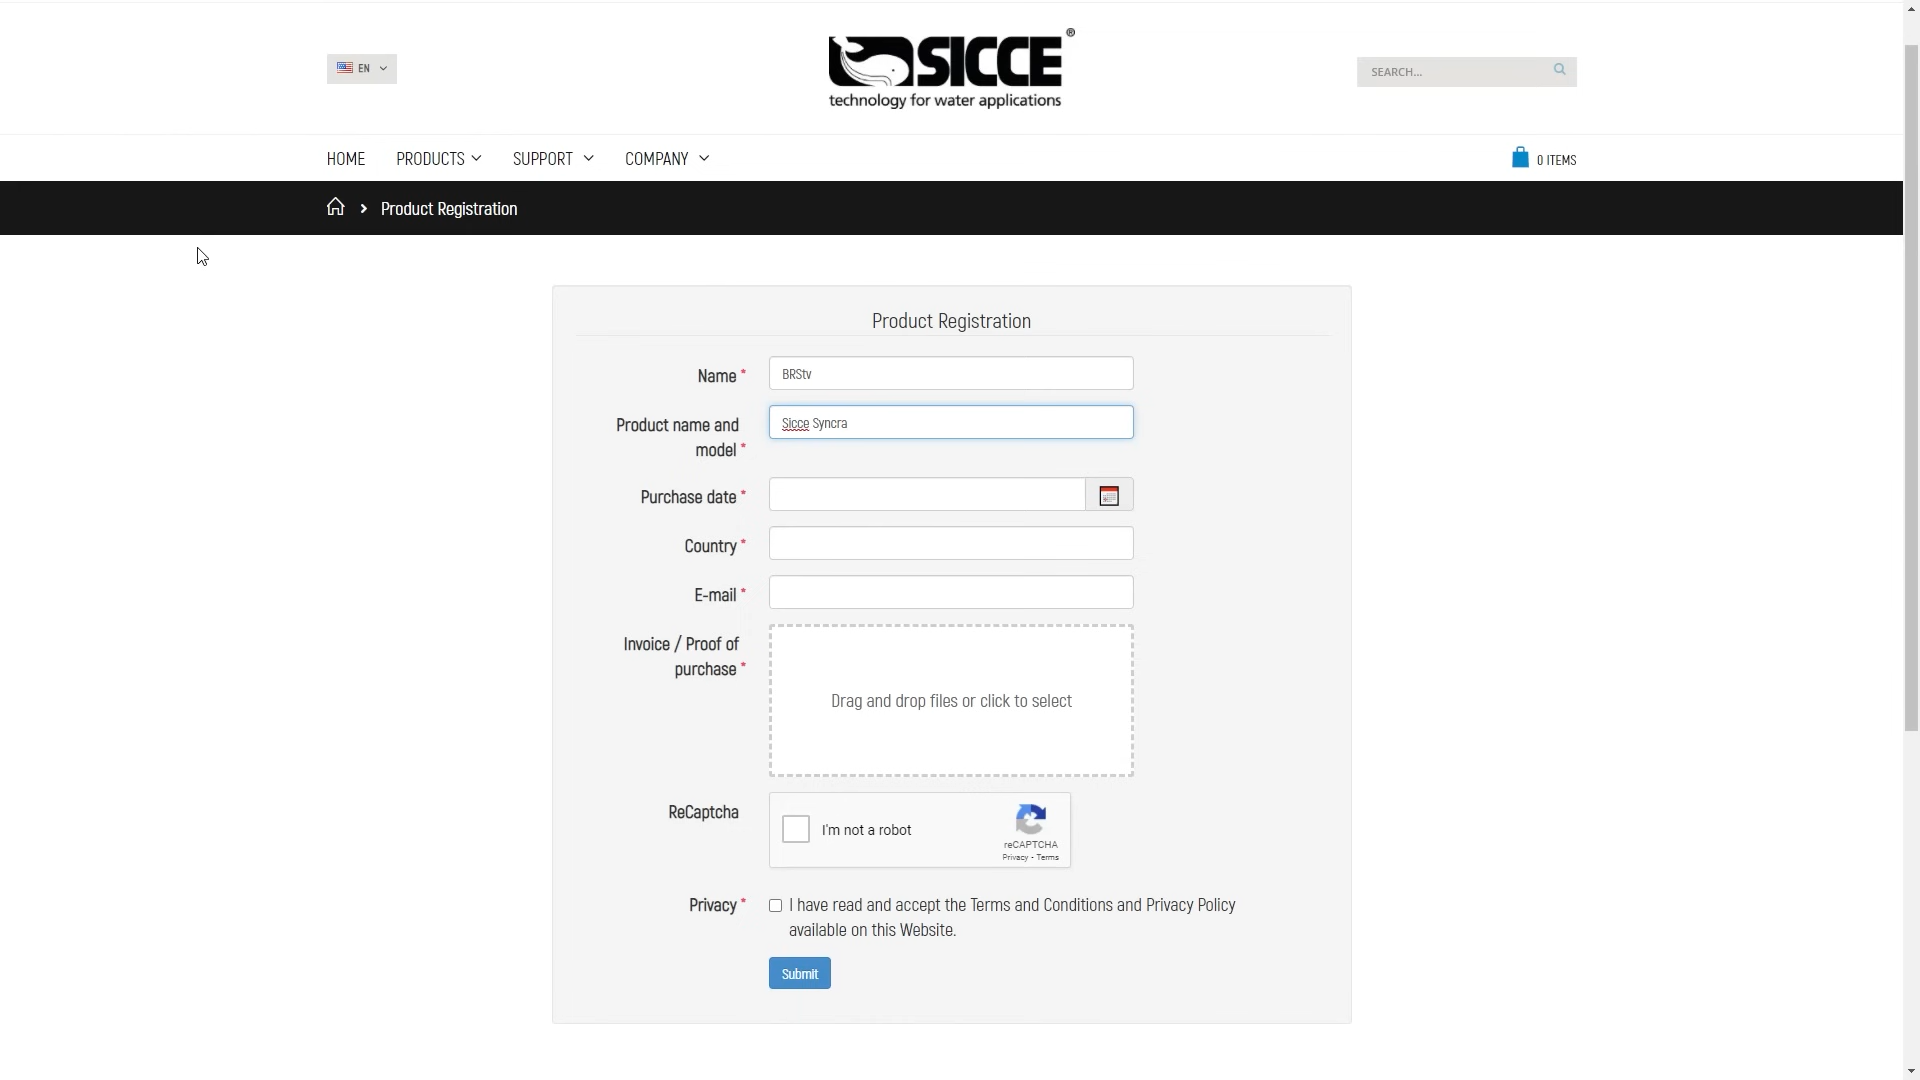 EN
SICCE®
technology for water applications
SEARCH...
HOME PRODUCTS SUPPORT COMPANY
0 ITEMS
Product Registration
Product Registration
Name *
BRStv
Product name and
model *
Sicce Syncra
Purchase date *
Country *
E-mail *
Invoice / Proof of
purchase *
Drag and drop files or click to select
ReCaptcha
I'm not a robot
reCAPTCHA
Privacy - Terms
Privacy *
I have read and accept the Terms and Conditions and Privacy Policy
available on this Website.
Submit